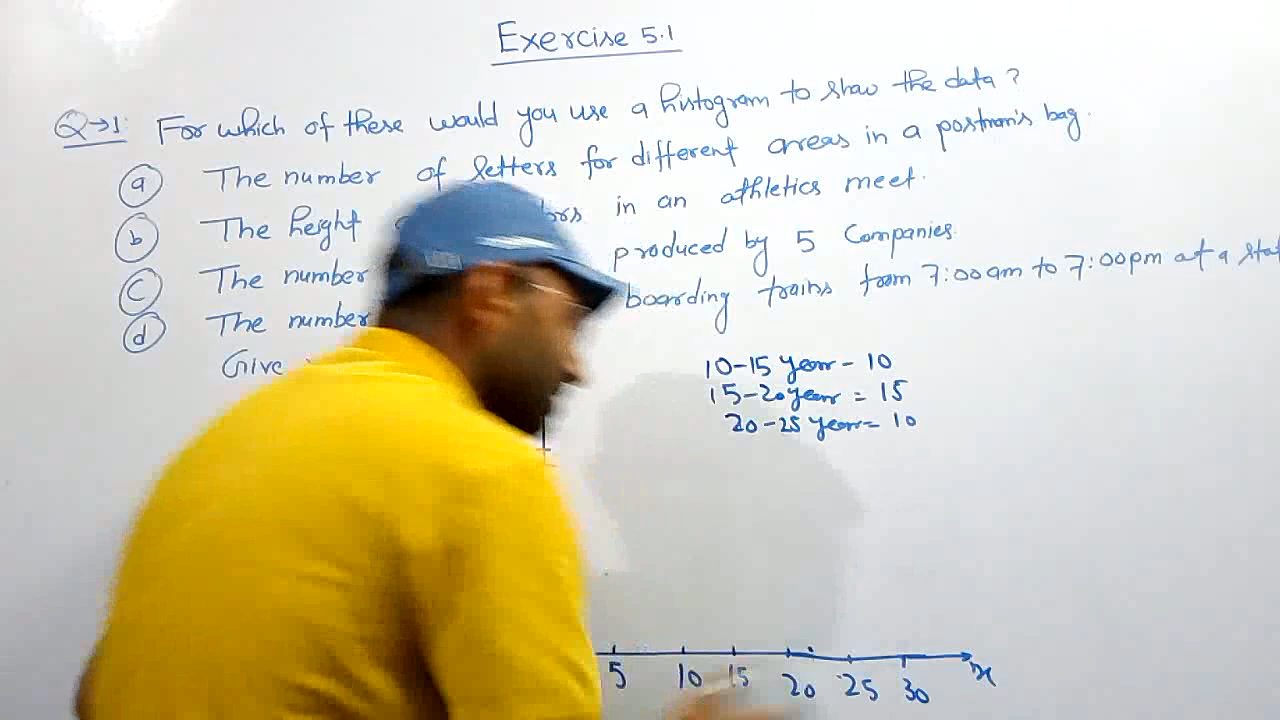 Exercise 5.1
Q→1: For which of these would you use a histogram to show the data?
a The number of letters for different areas in a postman's bag.
b The height in an athletics meet.
c The number produced by 5 Companies.
d The number boarding trains from 7:00am to 7:00pm at a
Give
10-15 year - 10
15-20 year = 15
20-25 year = 10
5 10 15 20 25 30 x